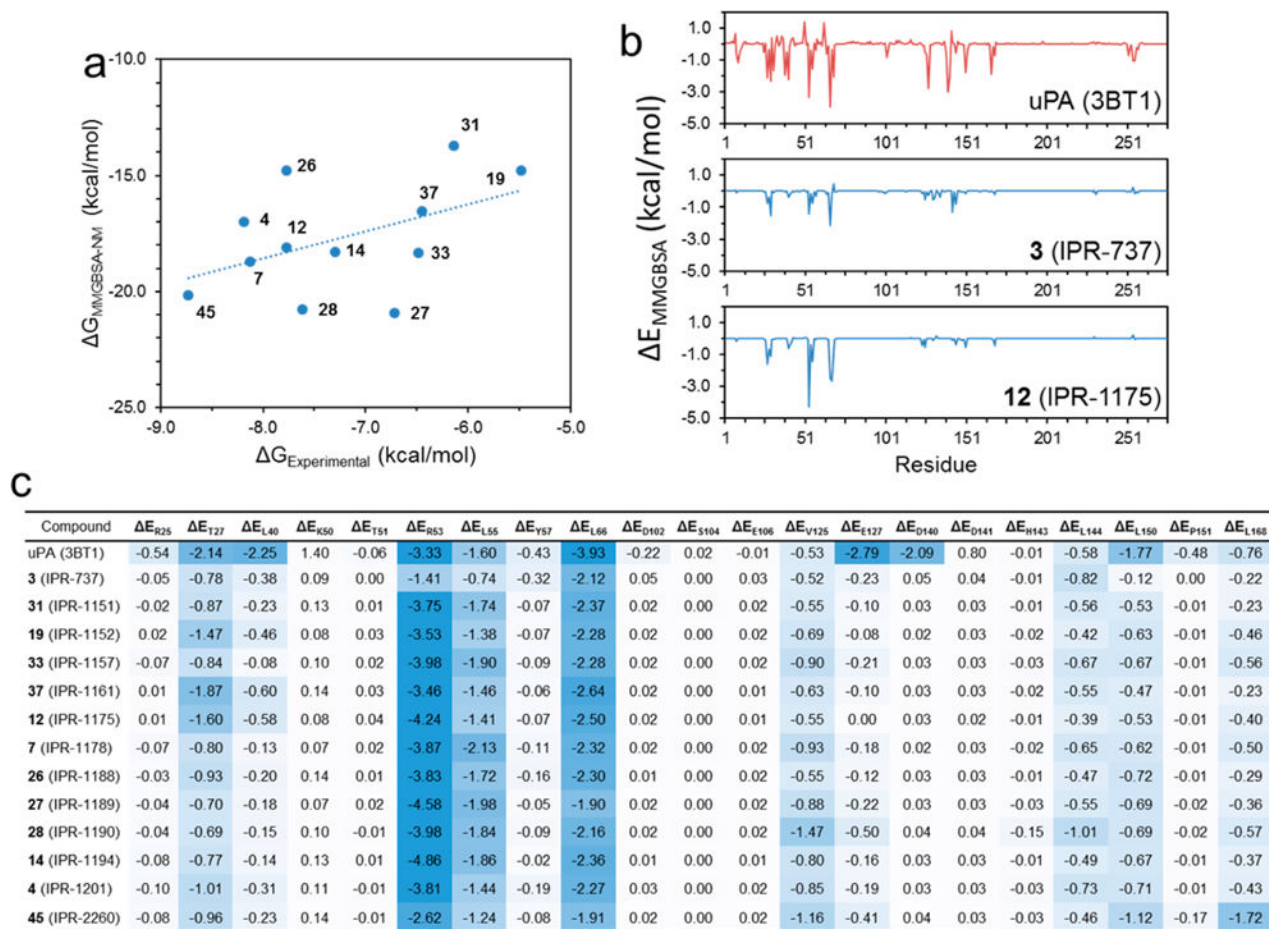 a
-10.0
-15.0
-20.0
-25.0
ΔG_MMGBSA-NM (kcal/mol)
31
26
19
37
4
12
14
33
7
45
28
27
-9.0 -8.0 -7.0 -6.0 -5.0
ΔG_Experimental (kcal/mol)
b
ΔE_MMGBSA (kcal/mol)
1.0
-1.0
-3.0
-5.0
uPA (3BT1)
1 51 101 151 201 251
1.0
-1.0
-3.0
-5.0
3 (IPR-737)
1 51 101 151 201 251
1.0
-1.0
-3.0
-5.0
12 (IPR-1175)
1 51 101 151 201 251
Residue
c
Compound ΔE_R25 ΔE_T27 ΔE_L40 ΔE_K50 ΔE_T51 ΔE_R53 ΔE_L55 ΔE_Y57 ΔE_L66 ΔE_D102 ΔE_S104 ΔE_E106 ΔE_V125 ΔE_E127 ΔE_D140 ΔE_D141 ΔE_H143 ΔE_L144 ΔE_L150 ΔE_P151 ΔE_L168
uPA (3BT1) -0.54 -2.14 -2.25 1.40 -0.06 -3.33 -1.60 -0.43 -3.93 -0.22 0.02 -0.01 -0.53 -2.79 -2.09 0.80 -0.01 -0.58 -1.77 -0.48 -0.76
3 (IPR-737) -0.05 -0.78 -0.38 0.09 0.00 -1.41 -0.74 -0.32 -2.12 0.05 0.00 0.03 -0.52 -0.23 0.05 0.04 -0.01 -0.82 -0.12 0.00 -0.22
31 (IPR-1151) -0.02 -0.87 -0.23 0.13 0.01 -3.75 -1.74 -0.07 -2.37 0.02 0.00 0.02 -0.55 -0.10 0.03 0.03 -0.01 -0.56 -0.53 -0.01 -0.23
19 (IPR-1152) 0.02 -1.47 -0.46 0.08 0.03 -3.53 -1.38 -0.07 -2.28 0.02 0.00 0.02 -0.69 -0.08 0.02 0.03 -0.02 -0.42 -0.63 -0.01 -0.46
33 (IPR-1157) -0.07 -0.84 -0.08 0.10 0.02 -3.98 -1.90 -0.09 -2.28 0.02 0.00 0.02 -0.90 -0.21 0.03 0.03 -0.03 -0.67 -0.67 -0.01 -0.56
37 (IPR-1161) 0.01 -1.87 -0.60 0.14 0.03 -3.46 -1.46 -0.06 -2.64 0.02 0.00 0.01 -0.63 -0.10 0.03 0.03 -0.02 -0.55 -0.47 -0.01 -0.23
12 (IPR-1175) 0.01 -1.60 -0.58 0.08 0.04 -4.24 -1.41 -0.07 -2.50 0.02 0.00 0.01 -0.55 0.00 0.02 0.02 -0.02 -0.39 -0.53 -0.01 -0.40
7 (IPR-1178) -0.07 -0.80 -0.13 0.07 0.02 -3.87 -2.13 -0.11 -2.32 0.02 0.00 0.02 -0.93 -0.18 0.02 0.03 -0.03 -0.65 -0.62 -0.01 -0.50
26 (IPR-1188) -0.03 -0.93 -0.20 0.14 0.01 -3.83 -1.72 -0.16 -2.30 0.01 0.00 0.02 -0.55 -0.12 0.03 0.03 -0.02 -0.47 -0.72 -0.01 -0.29
27 (IPR-1189) -0.04 -0.70 -0.18 0.07 0.02 -4.58 -1.98 -0.05 -1.90 0.02 0.00 0.02 -0.88 -0.22 0.03 0.03 -0.03 -0.55 -0.69 -0.02 -0.36
28 (IPR-1190) -0.04 -0.69 -0.15 0.10 -0.01 -3.98 -1.84 -0.09 -2.16 0.02 0.00 0.02 -1.47 -0.50 0.04 0.04 -0.15 -1.01 -0.69 -0.02 -0.57
14 (IPR-1194) -0.08 -0.77 -0.14 0.13 0.01 -4.86 -1.86 -0.02 -2.36 0.01 0.00 0.01 -0.80 -0.16 0.03 0.03 -0.02 -0.49 -0.67 -0.01 -0.37
4 (IPR-1201) -0.10 -1.01 -0.31 0.11 -0.01 -3.81 -1.44 -0.19 -2.27 0.03 0.00 0.02 -0.85 -0.19 0.03 0.03 -0.02 -0.73 -0.71 -0.01 -0.43
45 (IPR-2260) -0.08 -0.96 -0.23 0.14 -0.01 -2.62 -1.24 -0.08 -1.91 0.02 0.00 0.02 -1.16 -0.41 0.04 0.03 -0.03 -0.46 -1.12 -0.17 -1.72